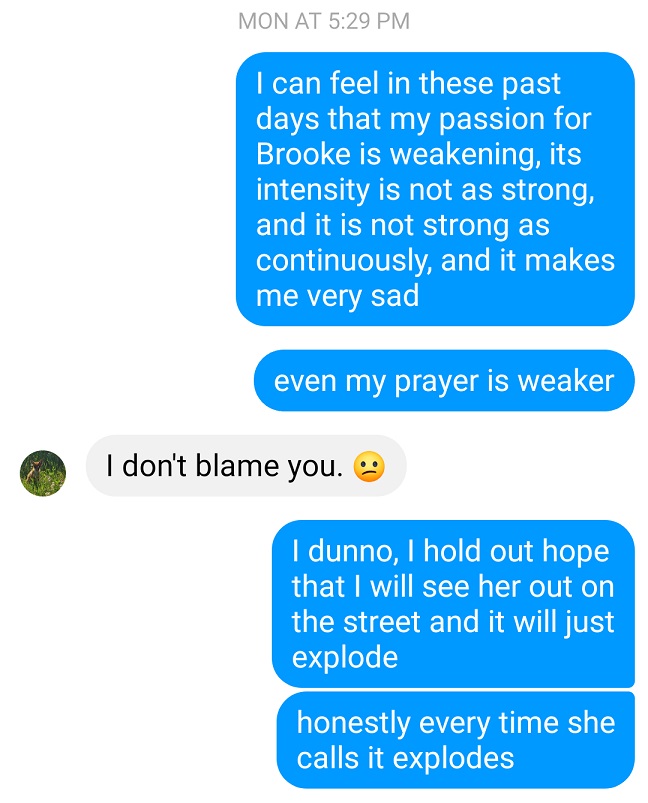 MON AT 5:29 PM
I can feel in these past
days that my passion for
Brooke is weakening, its
intensity is not as strong,
and it is not strong as
continuously, and it makes
me very sad
even my prayer is weaker
I don't blame you. 😕
I dunno, I hold out hope
that I will see her out on
the street and it will just
explode
honestly every time she
calls it explodes